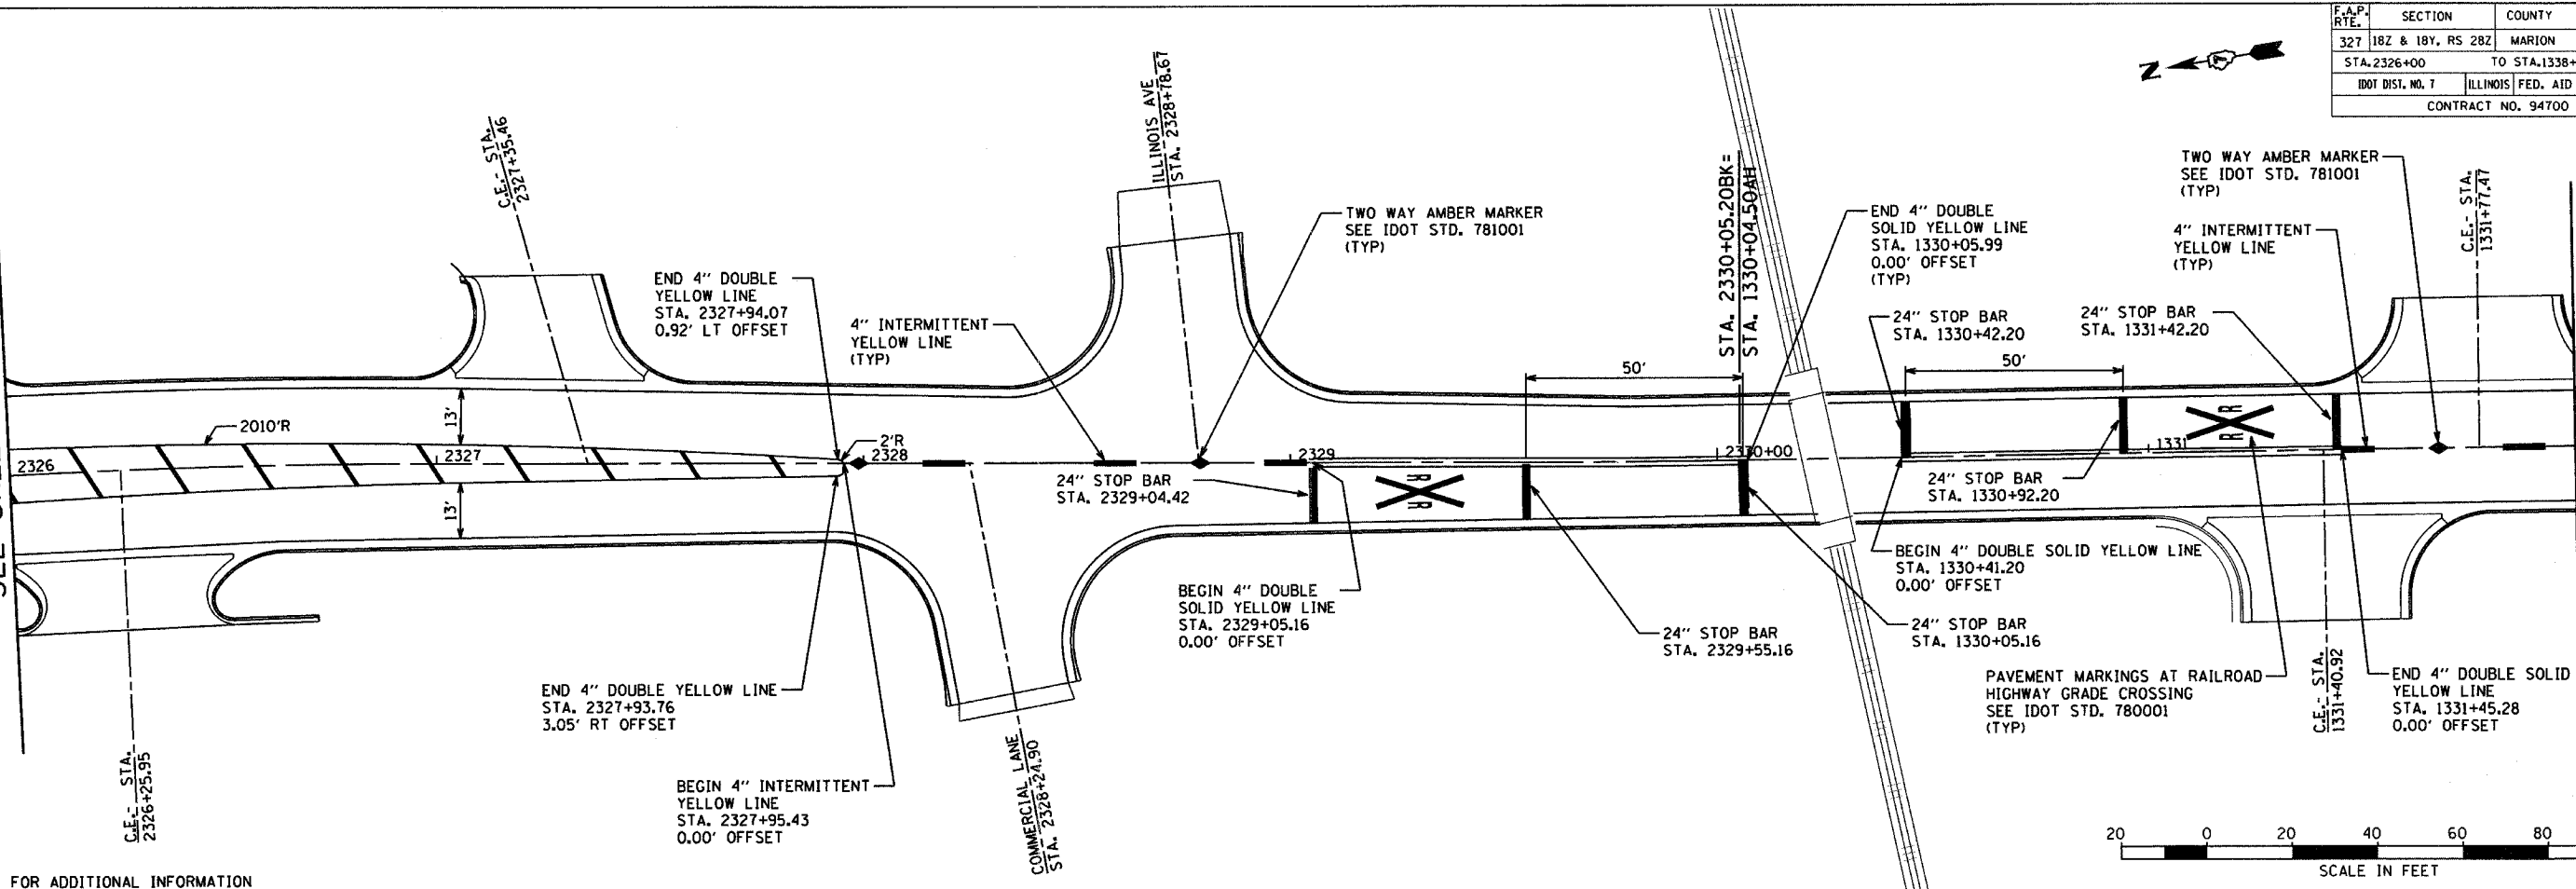 F.A.P. RTE. SECTION COUNTY
327 18Z & 18Y, RS 28Z MARION
STA. 2326+00 TO STA. 1338+
IDOT DIST. NO. 7 ILLINOIS FED. AID
CONTRACT NO. 94700
N
C.E.- STA.
2327+35.46
ILLINOIS AVE
STA. 2328+78.67
END 4" DOUBLE
YELLOW LINE
STA. 2327+94.07
0.92' LT OFFSET
4" INTERMITTENT
YELLOW LINE
(TYP)
TWO WAY AMBER MARKER
SEE IDOT STD. 781001
(TYP)
STA. 2330+05.20BK=
STA. 1330+04.50AH
END 4" DOUBLE
SOLID YELLOW LINE
STA. 1330+05.99
0.00' OFFSET
(TYP)
TWO WAY AMBER MARKER
SEE IDOT STD. 781001
(TYP)
4" INTERMITTENT
YELLOW LINE
(TYP)
C.E.- STA.
1331+77.47
24" STOP BAR
STA. 1330+42.20
24" STOP BAR
STA. 1331+42.20
50'
50'
13'
2010'R
2'R
2326
2327
2328
2329
2330+00
1331
R R
R R
13'
24" STOP BAR
STA. 2329+04.42
24" STOP BAR
STA. 1330+92.20
BEGIN 4" DOUBLE SOLID YELLOW LINE
STA. 1330+41.20
0.00' OFFSET
BEGIN 4" DOUBLE
SOLID YELLOW LINE
STA. 2329+05.16
0.00' OFFSET
24" STOP BAR
STA. 2329+55.16
24" STOP BAR
STA. 1330+05.16
END 4" DOUBLE YELLOW LINE
STA. 2327+93.76
3.05' RT OFFSET
PAVEMENT MARKINGS AT RAILROAD
HIGHWAY GRADE CROSSING
SEE IDOT STD. 780001
(TYP)
C.E.- STA.
1331+40.92
END 4" DOUBLE SOLID
YELLOW LINE
STA. 1331+45.28
0.00' OFFSET
C.E.- STA.
2326+25.95
BEGIN 4" INTERMITTENT
YELLOW LINE
STA. 2327+95.43
0.00' OFFSET
COMMERCIAL LANE
STA. 2328+24.90
20 0 20 40 60 80
SCALE IN FEET
FOR ADDITIONAL INFORMATION